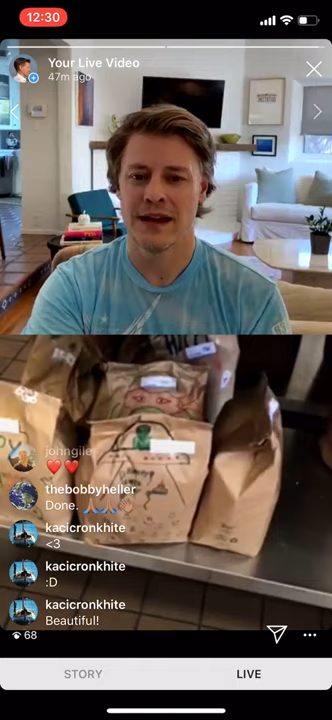 12:30
Your Live Video
47m ago
johngile
❤️❤️
thebobbyheller
Done. 🙏🙏👏🏻
kacicronkhite
<3
kacicronkhite
:D
kacicronkhite
Beautiful!
68
STORY
LIVE